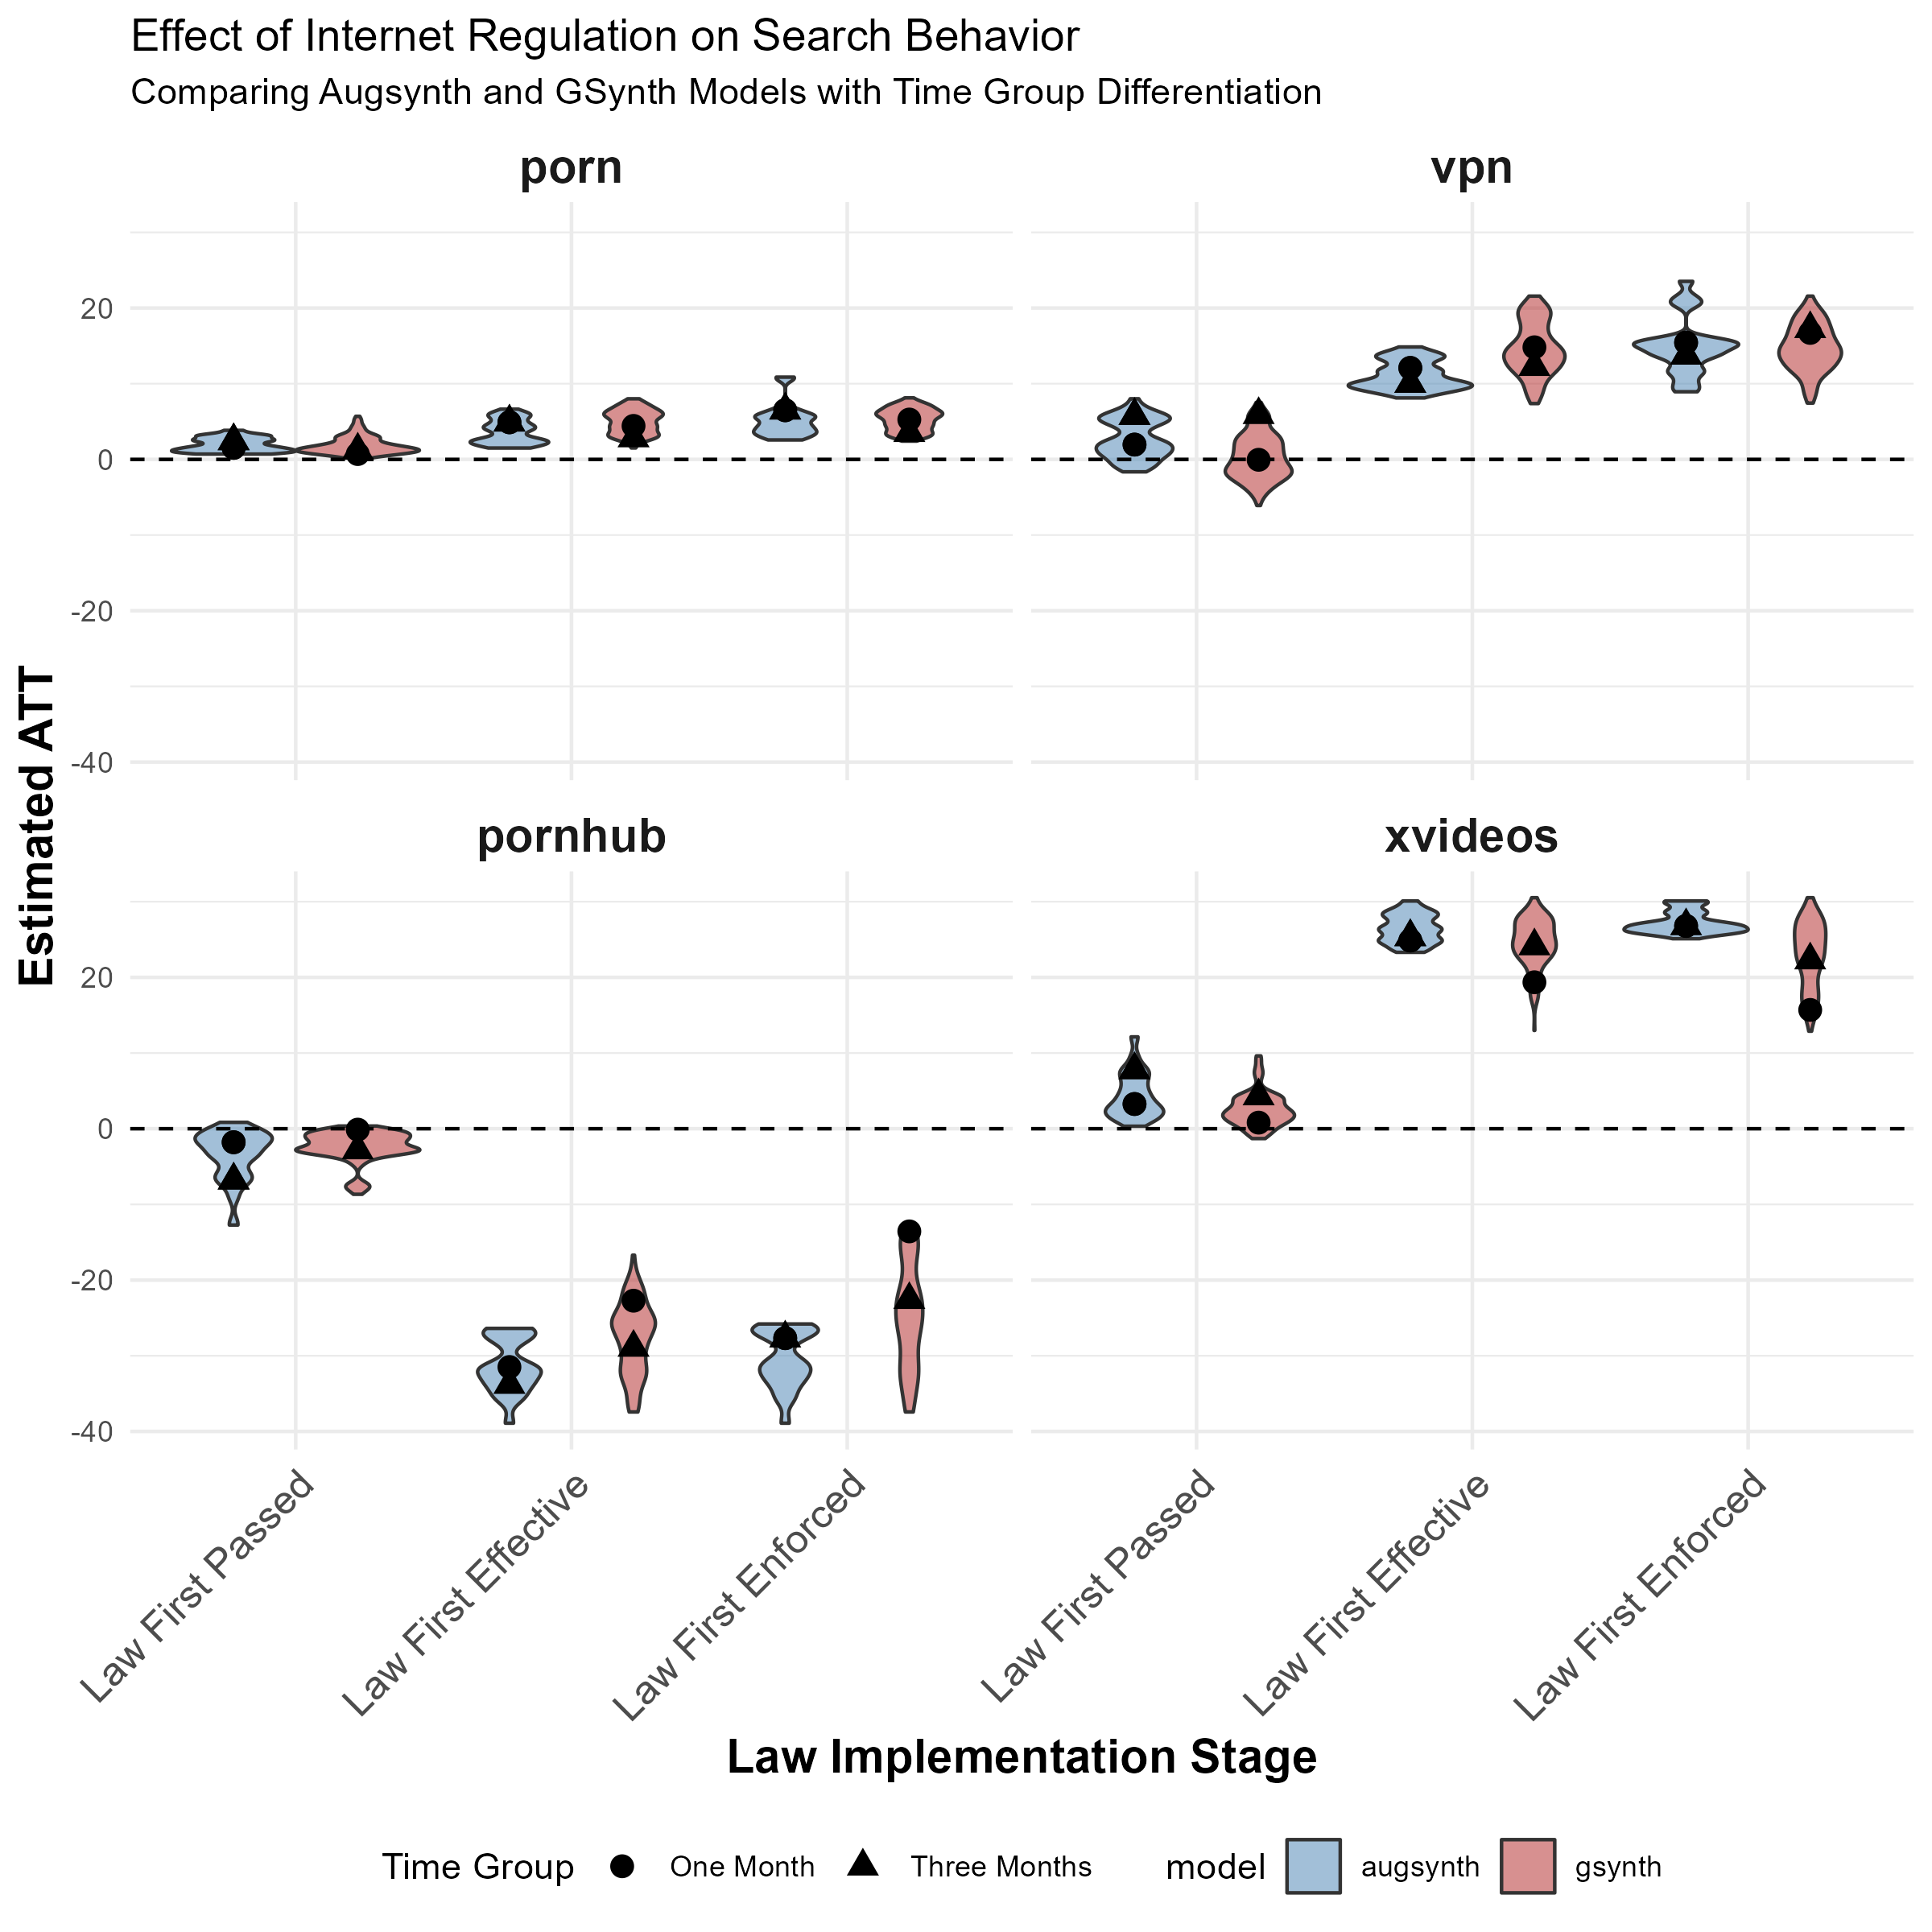 Effect of Internet Regulation on Search Behavior
Comparing Augsynth and GSynth Models with Time Group Differentiation
porn
vpn
20
0
-20
-40
Estimated ATT
pornhub
xvideos
20
0
-20
-40
Law First Passed
Law First Effective
Law First Enforced
Law First Passed
Law First Effective
Law First Enforced
Law Implementation Stage
Time Group
One Month
Three Months
model
augsynth
gsynth